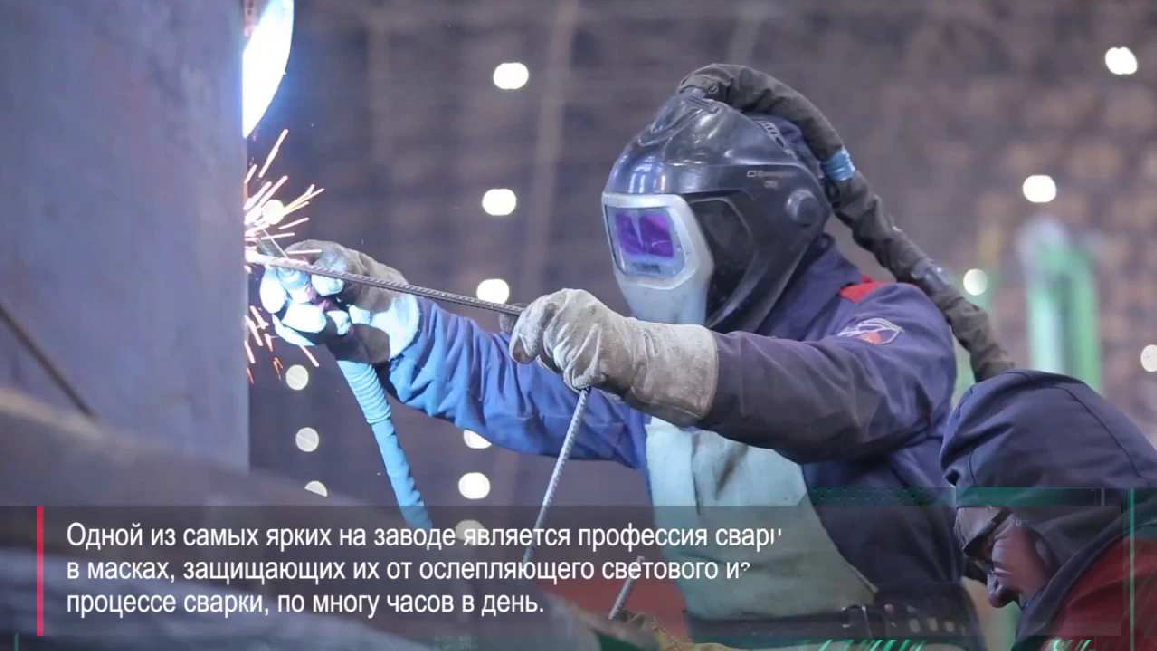 Одной из самых ярких на заводе является профессия
в масках, защищающих их от ослепляющего светового
процессе сварки, по многу часов в день.